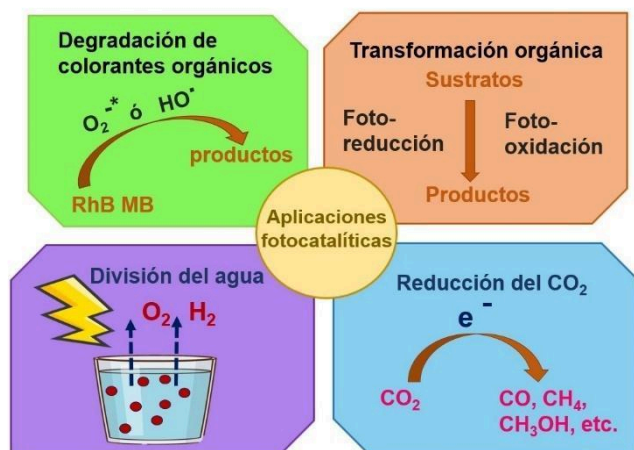 Degradación de
colorantes orgánicos
O₂⁻* ó HO·
productos
RhB MB
Transformación orgánica
Sustratos
Foto-
reducción
Foto-
oxidación
Productos
Aplicaciones
fotocatalíticas
División del agua
O₂ H₂
Reducción del CO₂
e⁻
CO₂
CO, CH₄,
CH₃OH, etc.